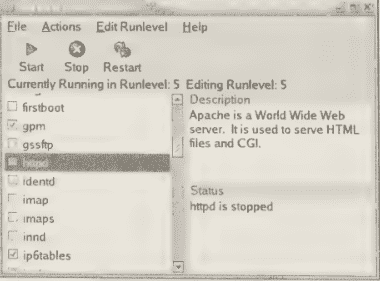 File Actions Edit Runlevel Help
Start Stop Restart
Currently Running in Runlevel: 5 Editing Runlevel: 5
firstboot
gpm
gssftp
httpd
identd
imap
imaps
innd
ip6tables
Description
Apache is a World Wide Web
server. It is used to serve HTML
files and CGI.
Status
httpd is stopped